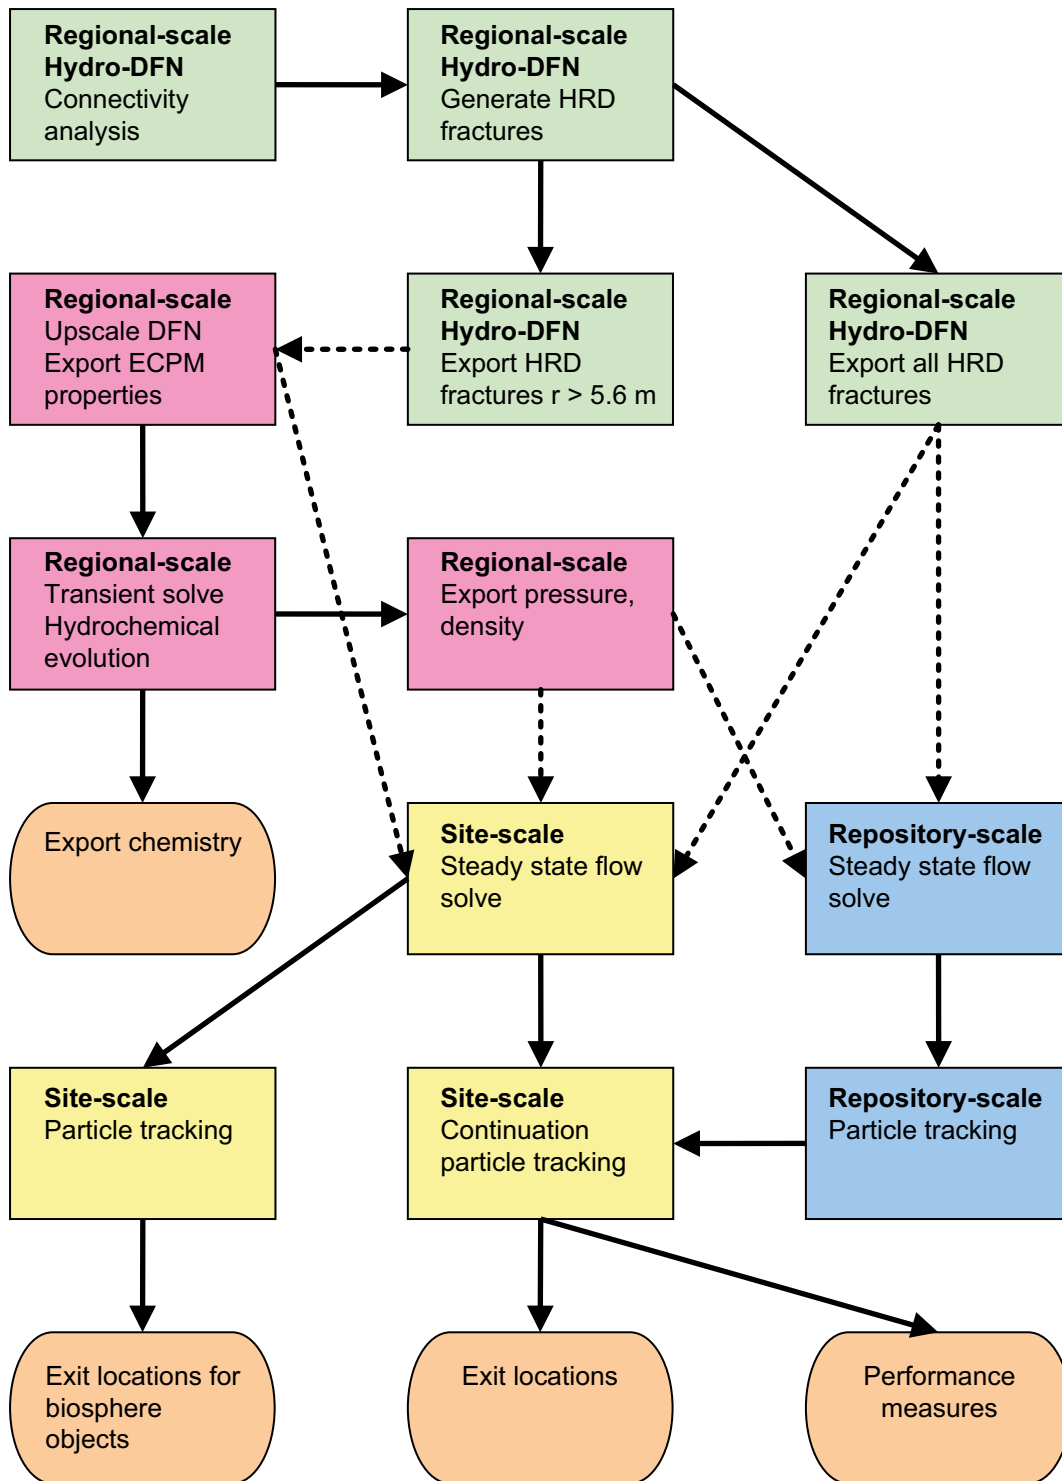 Regional-scale
Hydro-DFN
Connectivity
analysis
Regional-scale
Hydro-DFN
Generate HRD
fractures
Regional-scale
Upscale DFN
Export ECPM
properties
Regional-scale
Hydro-DFN
Export HRD
fractures r > 5.6 m
Regional-scale
Hydro-DFN
Export all HRD
fractures
Regional-scale
Transient solve
Hydrochemical
evolution
Regional-scale
Export pressure,
density
Export chemistry
Site-scale
Steady state flow
solve
Repository-scale
Steady state flow
solve
Site-scale
Particle tracking
Site-scale
Continuation
particle tracking
Repository-scale
Particle tracking
Exit locations for
biosphere
objects
Exit locations
Performance
measures